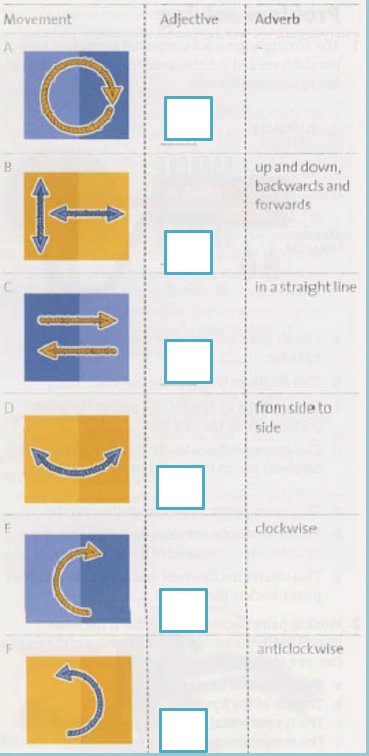 Movement Adjective Adverb
A
B up and down,
backwards and
forwards
C in a straight line
D from side to
side
E clockwise
F anticlockwise